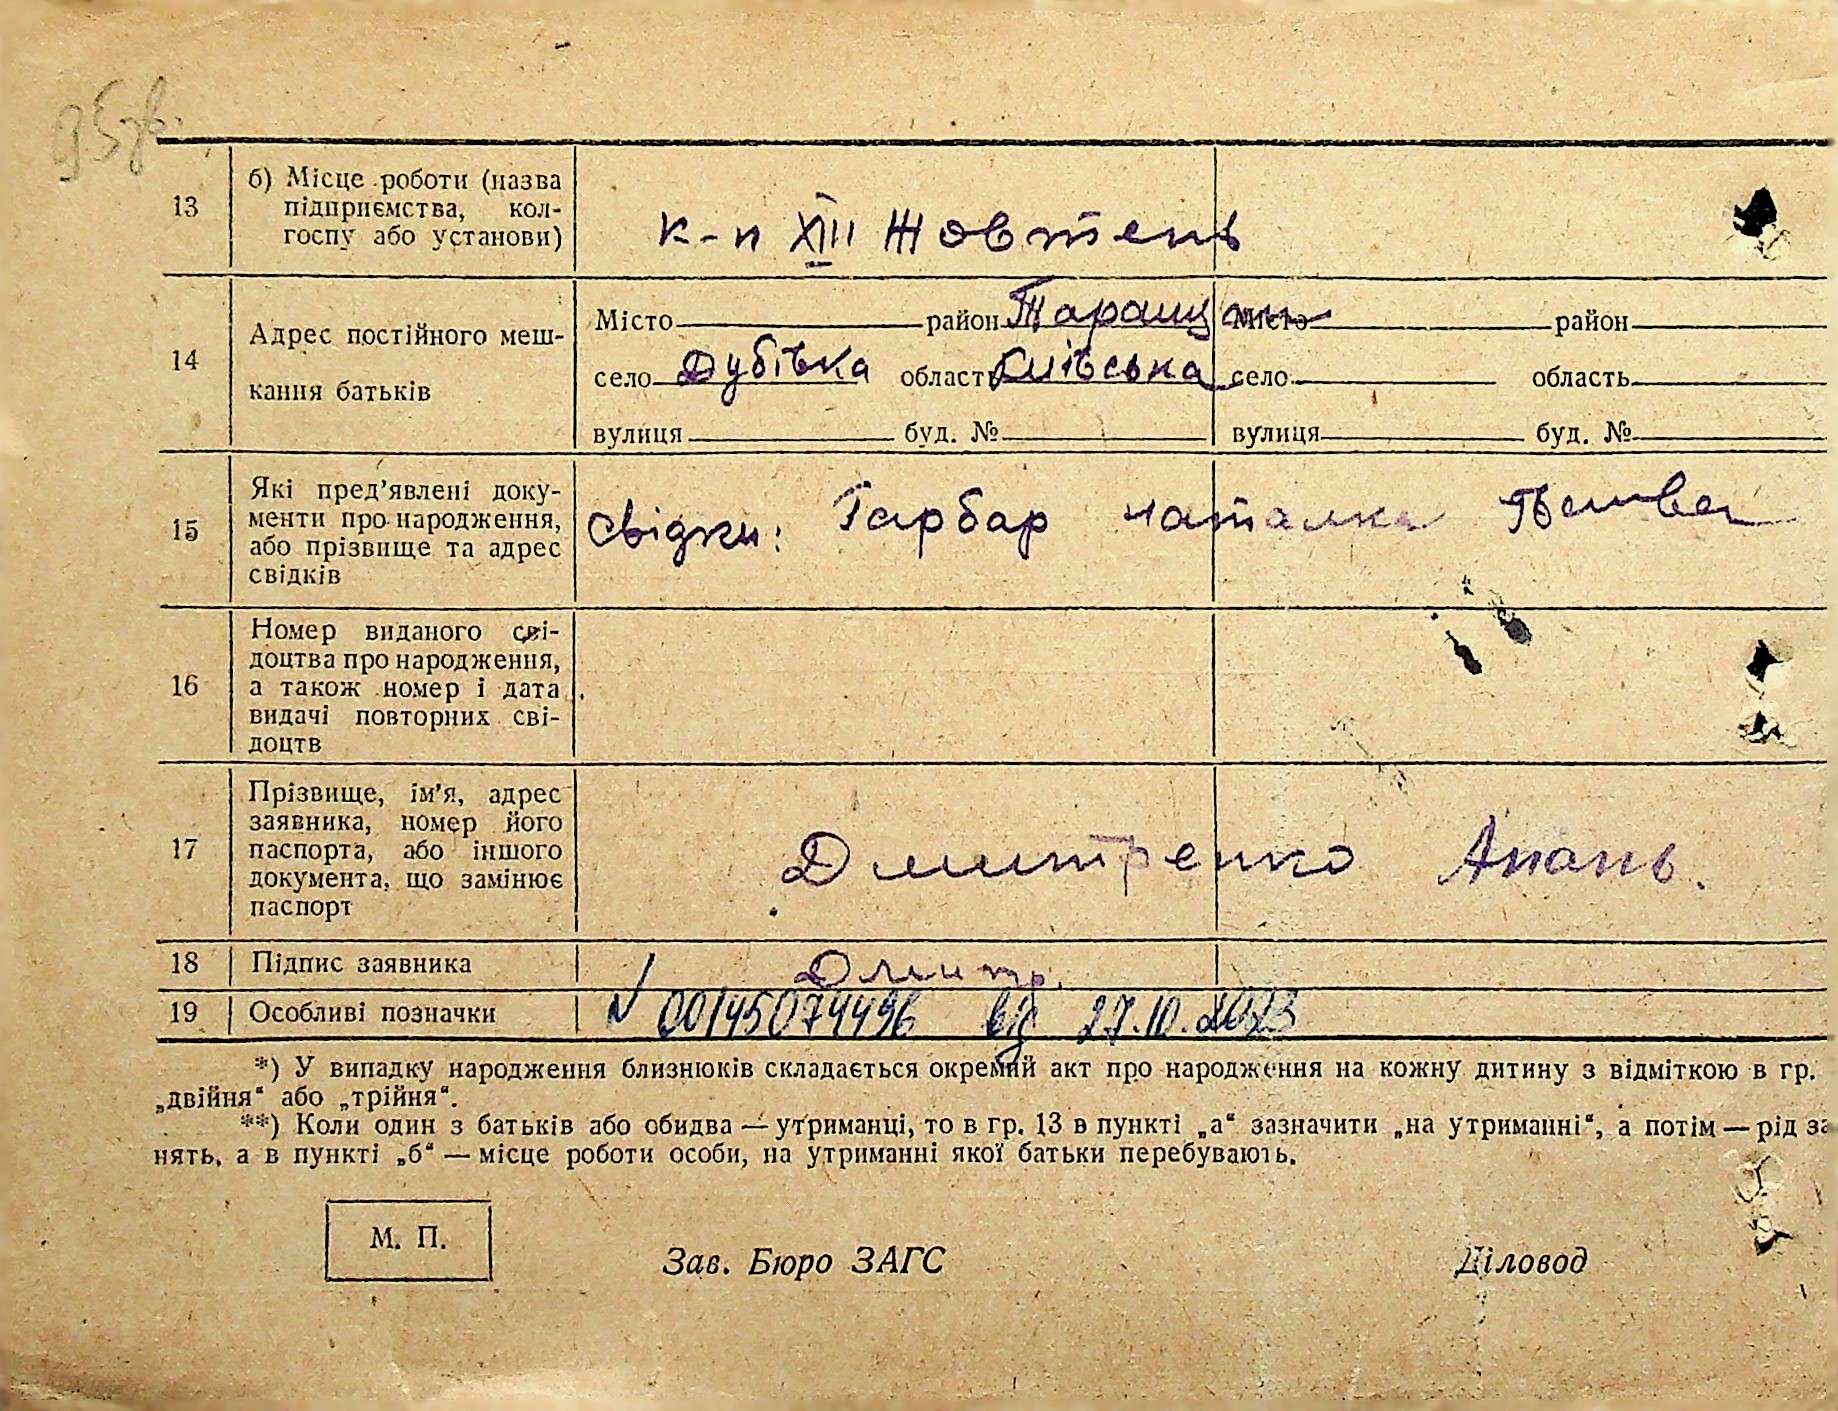 95
13
б) Місце роботи (назва
підприємства, кол-
госпу або установи)
к-п XIII Жовтень
14
Адрес постійного меш-
кання батьків
Місто район Таращан Місто район
село Дубівка область Київська село область
вулиця буд. № вулиця буд. №
15
Які пред'явлені доку-
менти про народження,
або прізвище та адрес
свідків
Свідки: Гарбар Наталка
16
Номер виданого сві-
доцтва про народження,
а також номер і дата
видачі повторних сві-
доцтв
17
Прізвище, ім'я, адрес
заявника, номер його
паспорта, або іншого
документа, що замінює
паспорт
Дмитренко Анань.
18 Підпис заявника Дмитр.
19 Особливі позначки N 00145074496 від 27.10.2023
*) У випадку народження близнюків складається окремий акт про народження на кожну дитину з відміткою в гр.
„двійня“ або „трійня“.
**) Коли один з батьків або обидва — утриманці, то в гр. 13 в пункті „а“ зазначити „на утриманні“, а потім — рід за
нять, а в пункті „б“ — місце роботи особи, на утриманні якої батьки перебувають.
М. П.
Зав. Бюро ЗАГС Діловод